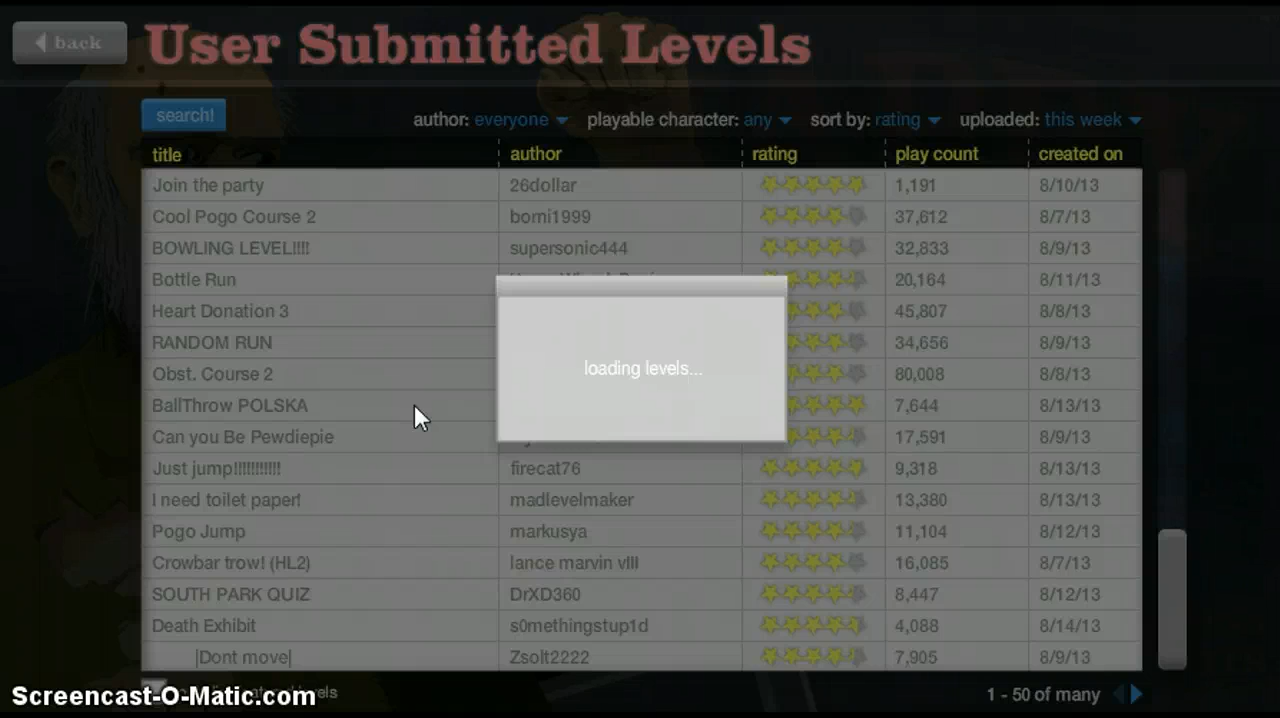 back
User Submitted Levels
search!
author: everyone playable character: any sort by: rating uploaded: this week
title author rating play count created on
Join the party 26dollar 1,191 8/10/13
Cool Pogo Course 2 bomi1999 37,612 8/7/13
BOWLING LEVEL!!!! supersonic444 32,833 8/9/13
Bottle Run 20,164 8/11/13
Heart Donation 3 45,807 8/8/13
RANDOM RUN 34,656 8/9/13
loading levels...
Obst. Course 2 80,008 8/8/13
BallThrow POLSKA 7,644 8/13/13
Can you Be Pewdiepie 17,591 8/9/13
Just jump!!!!!!!!!!! firecat76 9,318 8/13/13
I need toilet paper! madlevelmaker 13,380 8/13/13
Pogo Jump markusya 11,104 8/12/13
Crowbar trow! (HL2) lance marvin vIII 16,085 8/7/13
SOUTH PARK QUIZ DrXD360 8,447 8/12/13
Death Exhibit s0methingstup1d 4,088 8/14/13
|Dont move| Zsolt2222 7,905 8/9/13
Screencast-O-Matic.com levels 1 - 50 of many